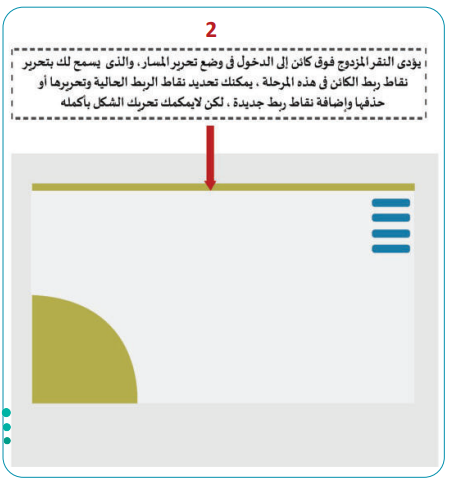 2
يؤدى النقر المزدوج فوق كائن إلى الدخول فى وضع تحرير المسار، والذى يسمح لك بتحرير
نقاط ربط الكائن فى هذه المرحلة ، يمكنك تحديد نقاط الربط الحالية وتحريرها أو
حذفها وإضافة نقاط ربط جديدة ، لكن لايمكمك تحريك الشكل بأكمله